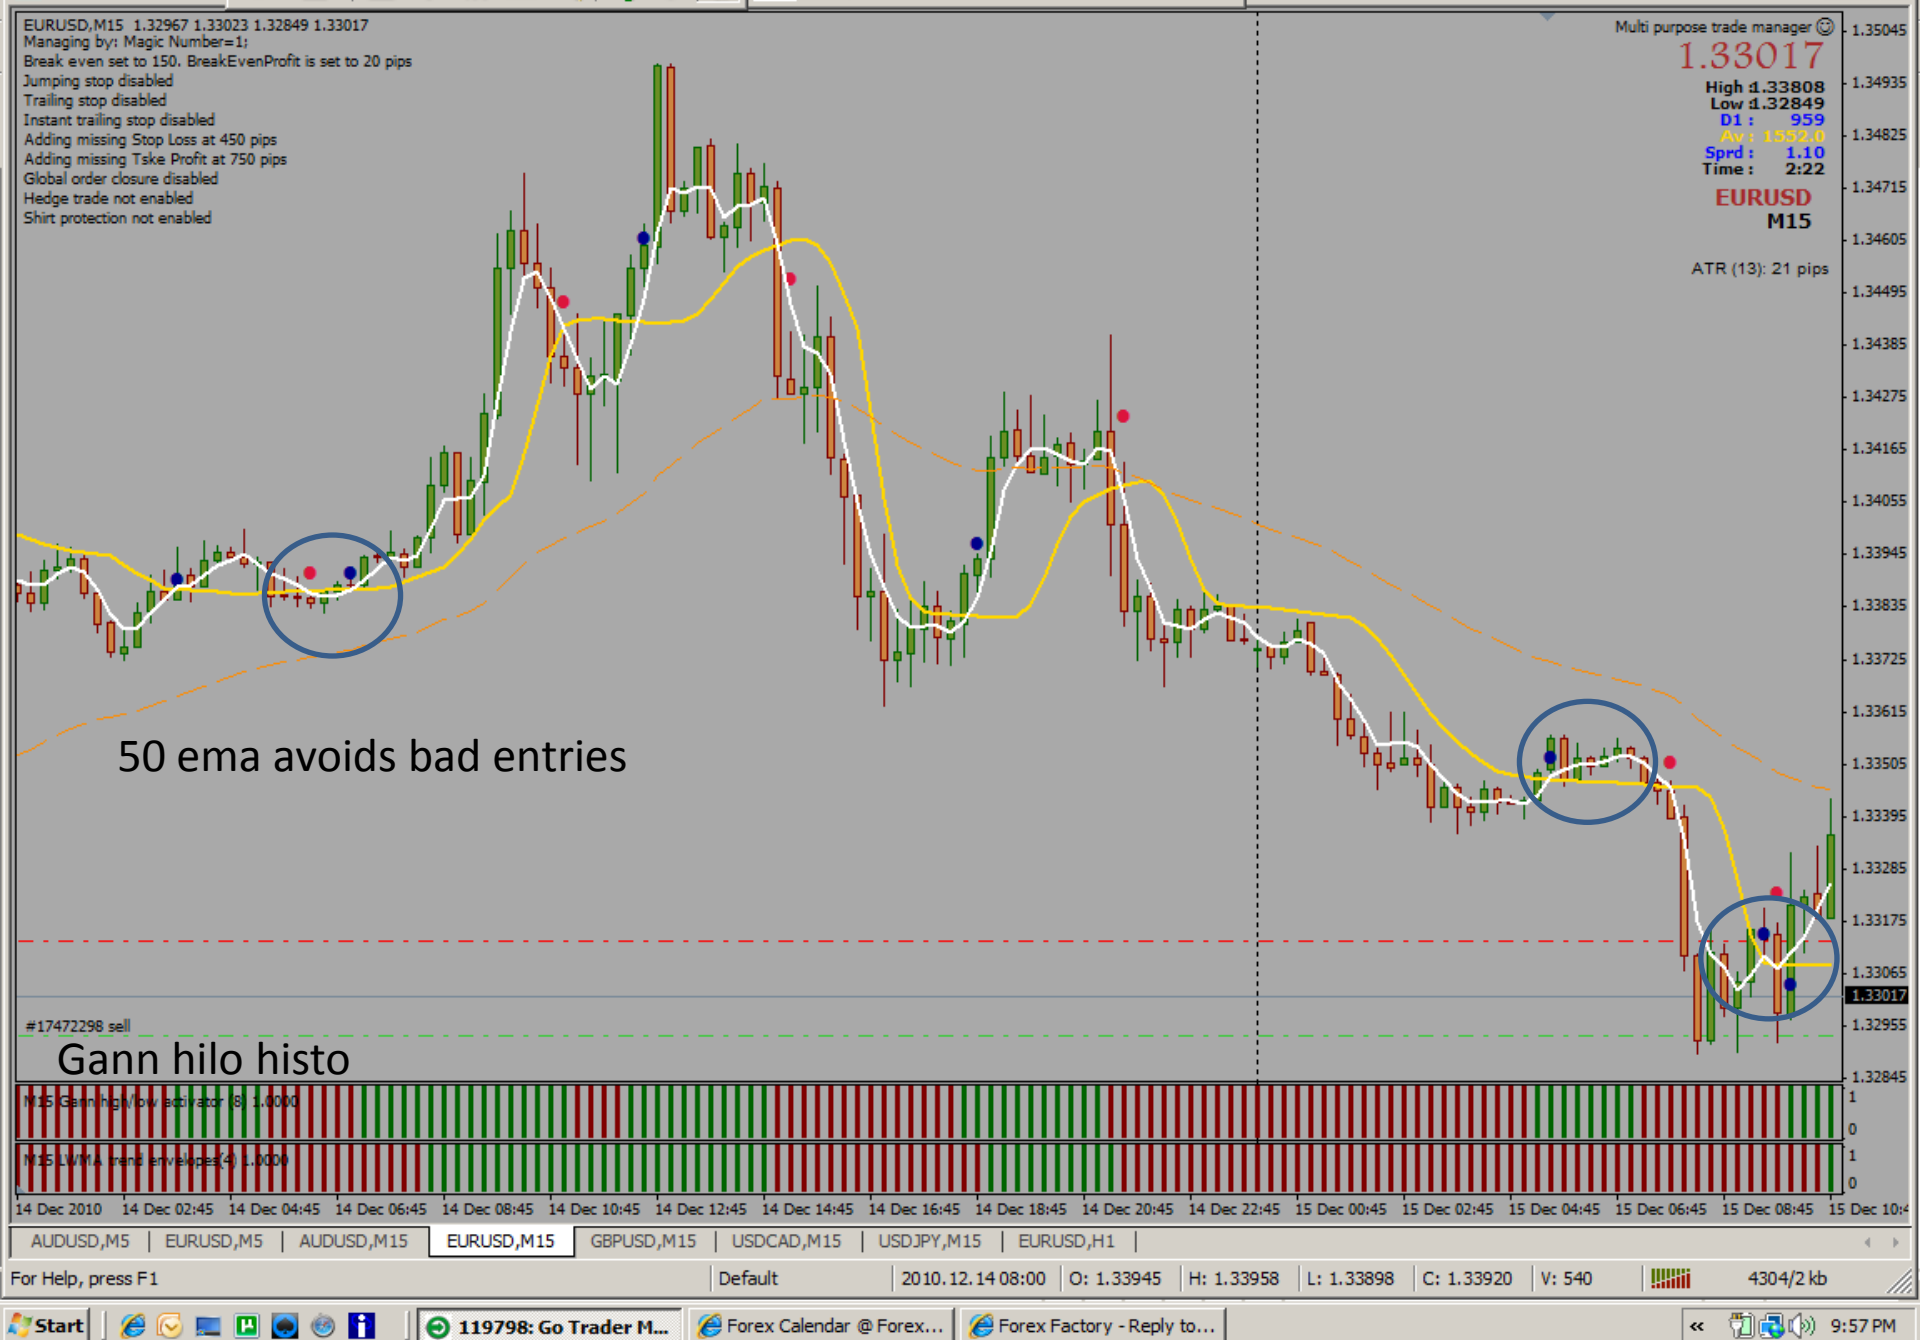 EURUSD,M15 1.32967 1.33023 1.32849 1.33017
Managing by: Magic Number=1;
Break even set to 150. BreakEvenProfit is set to 20 pips
Jumping stop disabled
Trailing stop disabled
Instant trailing stop disabled
Adding missing Stop Loss at 450 pips
Adding missing Tske Profit at 750 pips
Global order closure disabled
Hedge trade not enabled
Shirt protection not enabled
Multi purpose trade manager
1.33017
High :1.33808
Low :1.32849
D1 : 959
Av : 1552.0
Sprd : 1.10
Time : 2:22
EURUSD
M15
ATR (13): 21 pips
1.35045
1.34935
1.34825
1.34715
1.34605
1.34495
1.34385
1.34275
1.34165
1.34055
1.33945
1.33835
1.33725
1.33615
1.33505
1.33395
1.33285
1.33175
1.33065
1.33017
1.32955
1.32845
50 ema avoids bad entries
#17472298 sell
Gann hilo histo
M15 Gann high/low activator (8) 1.0000
1
0
M15 LWMA trend envelopes(4) 1.0000
1
0
14 Dec 2010 14 Dec 02:45 14 Dec 04:45 14 Dec 06:45 14 Dec 08:45 14 Dec 10:45 14 Dec 12:45 14 Dec 14:45 14 Dec 16:45 14 Dec 18:45 14 Dec 20:45 14 Dec 22:45 15 Dec 00:45 15 Dec 02:45 15 Dec 04:45 15 Dec 06:45 15 Dec 08:45 15 Dec 10:4
AUDUSD,M5 EURUSD,M5 AUDUSD,M15 EURUSD,M15 GBPUSD,M15 USDCAD,M15 USDJPY,M15 EURUSD,H1
For Help, press F1 Default 2010.12.14 08:00 O: 1.33945 H: 1.33958 L: 1.33898 C: 1.33920 V: 540 4304/2 kb
Start 119798: Go Trader M... Forex Calendar @ Forex... Forex Factory - Reply to... « 9:57 PM